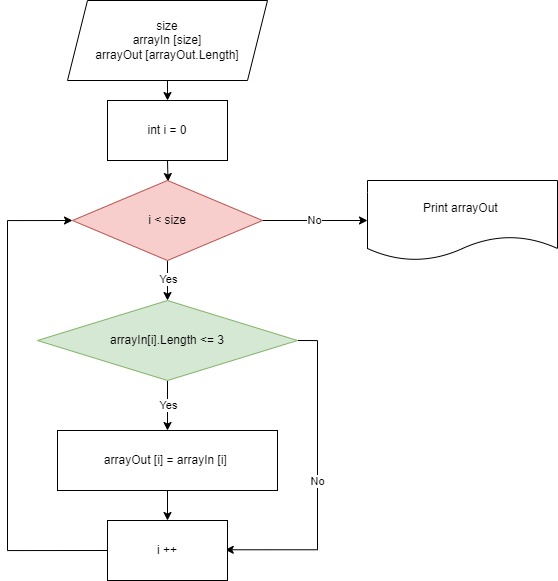 size
arrayIn [size]
arrayOut [arrayOut.Length]
int i = 0
i < size
No
Print arrayOut
Yes
arrayIn[i].Length <= 3
Yes
arrayOut [i] = arrayIn [i]
No
i ++